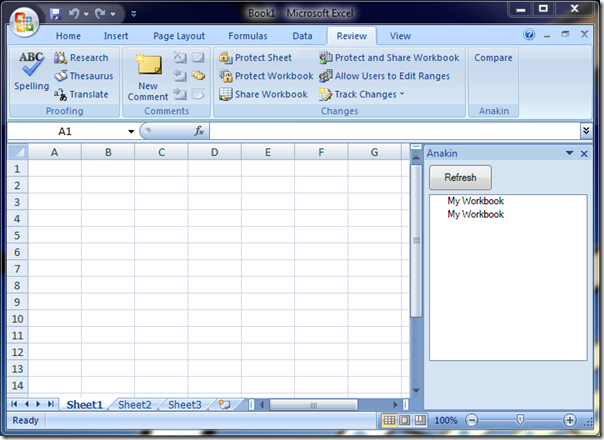 Book1 - Microsoft Excel
Home Insert Page Layout Formulas Data Review View
ABC Spelling
Research
Thesaurus
Translate
Proofing
New Comment
Comments
Protect Sheet
Protect Workbook
Share Workbook
Protect and Share Workbook
Allow Users to Edit Ranges
Track Changes
Changes
Compare
Anakin
A1 fx
A B C D E F G
1
2
3
4
5
6
7
8
9
10
11
12
13
14
Anakin
Refresh
My Workbook
My Workbook
Sheet1 Sheet2 Sheet3
Ready 100%